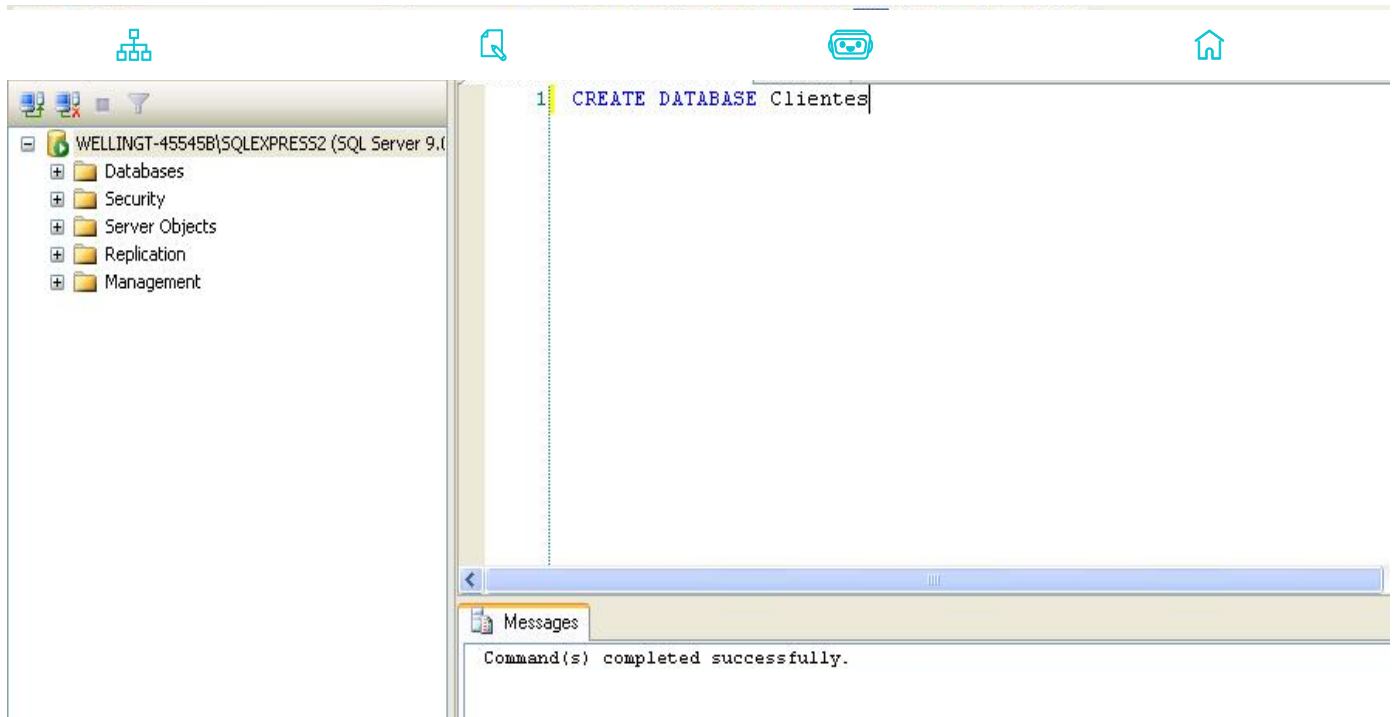 WELLINGT-45545B\SQLEXPRESS2 (SQL Server 9.0
Databases
Security
Server Objects
Replication
Management
1 CREATE DATABASE Clientes
Messages
Command(s) completed successfully.